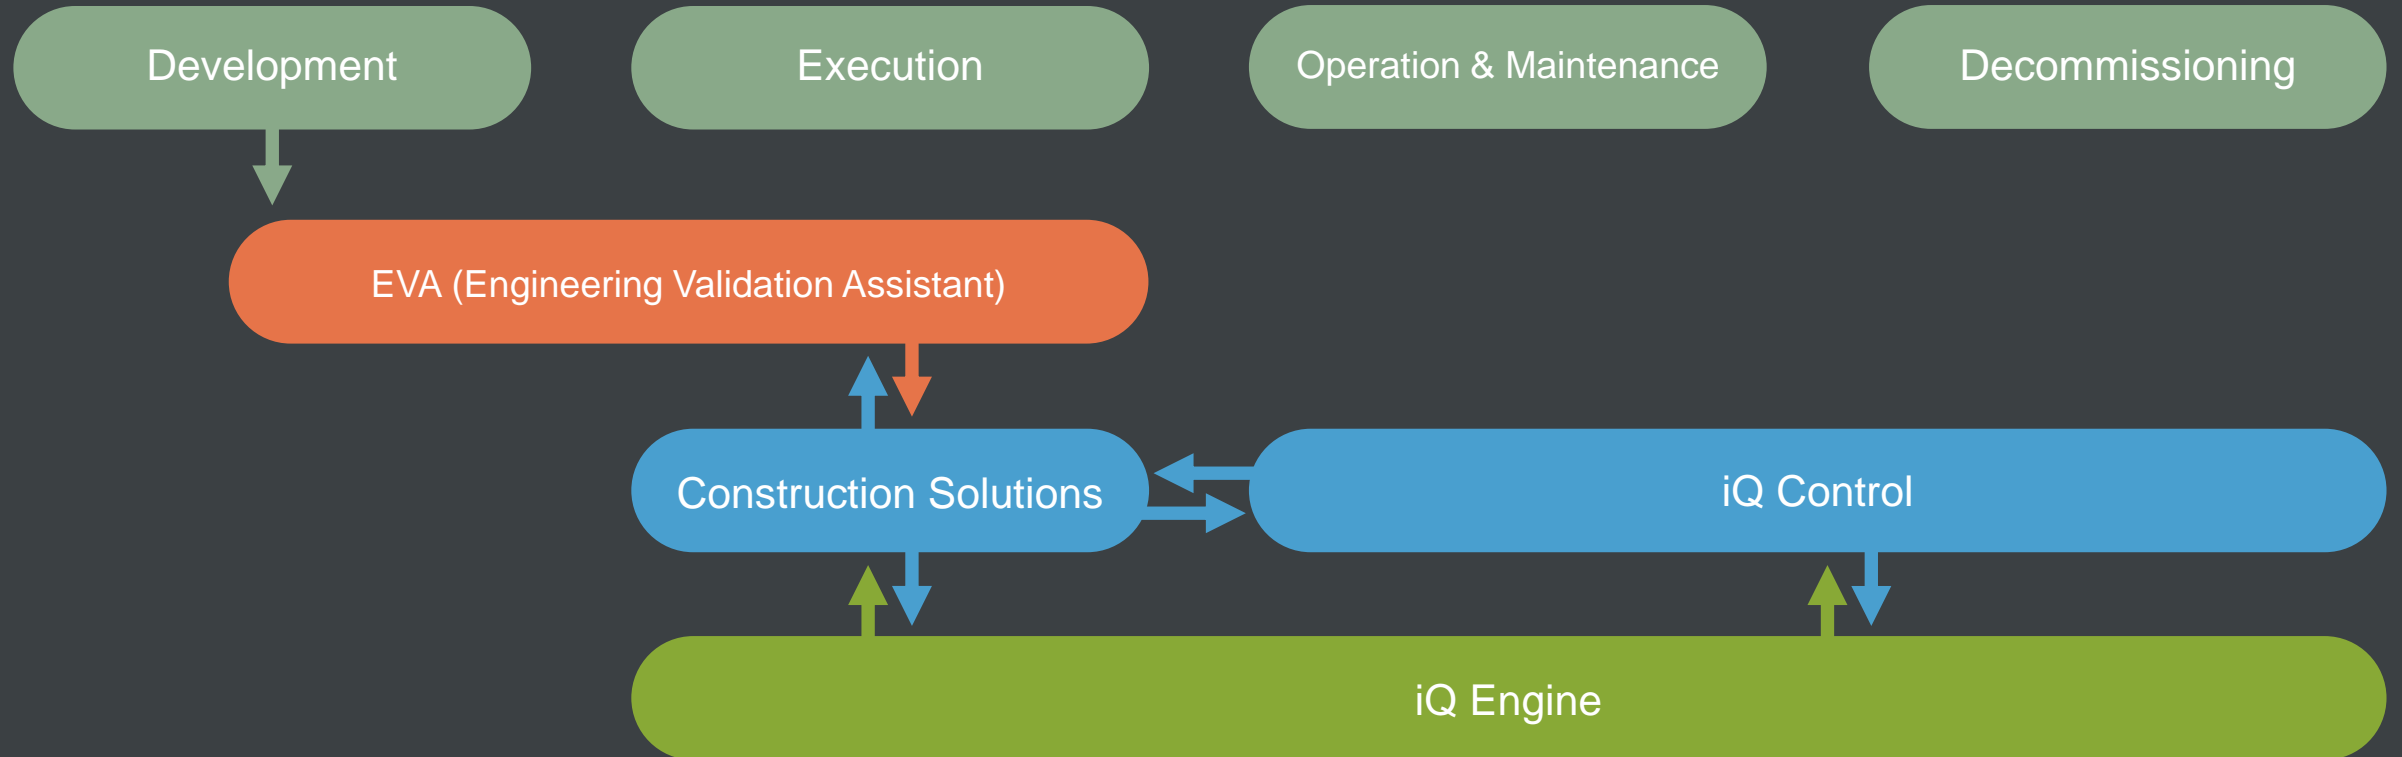 Development
Execution
Operation & Maintenance
Decommissioning
EVA (Engineering Validation Assistant)
Construction Solutions
iQ Control
iQ Engine